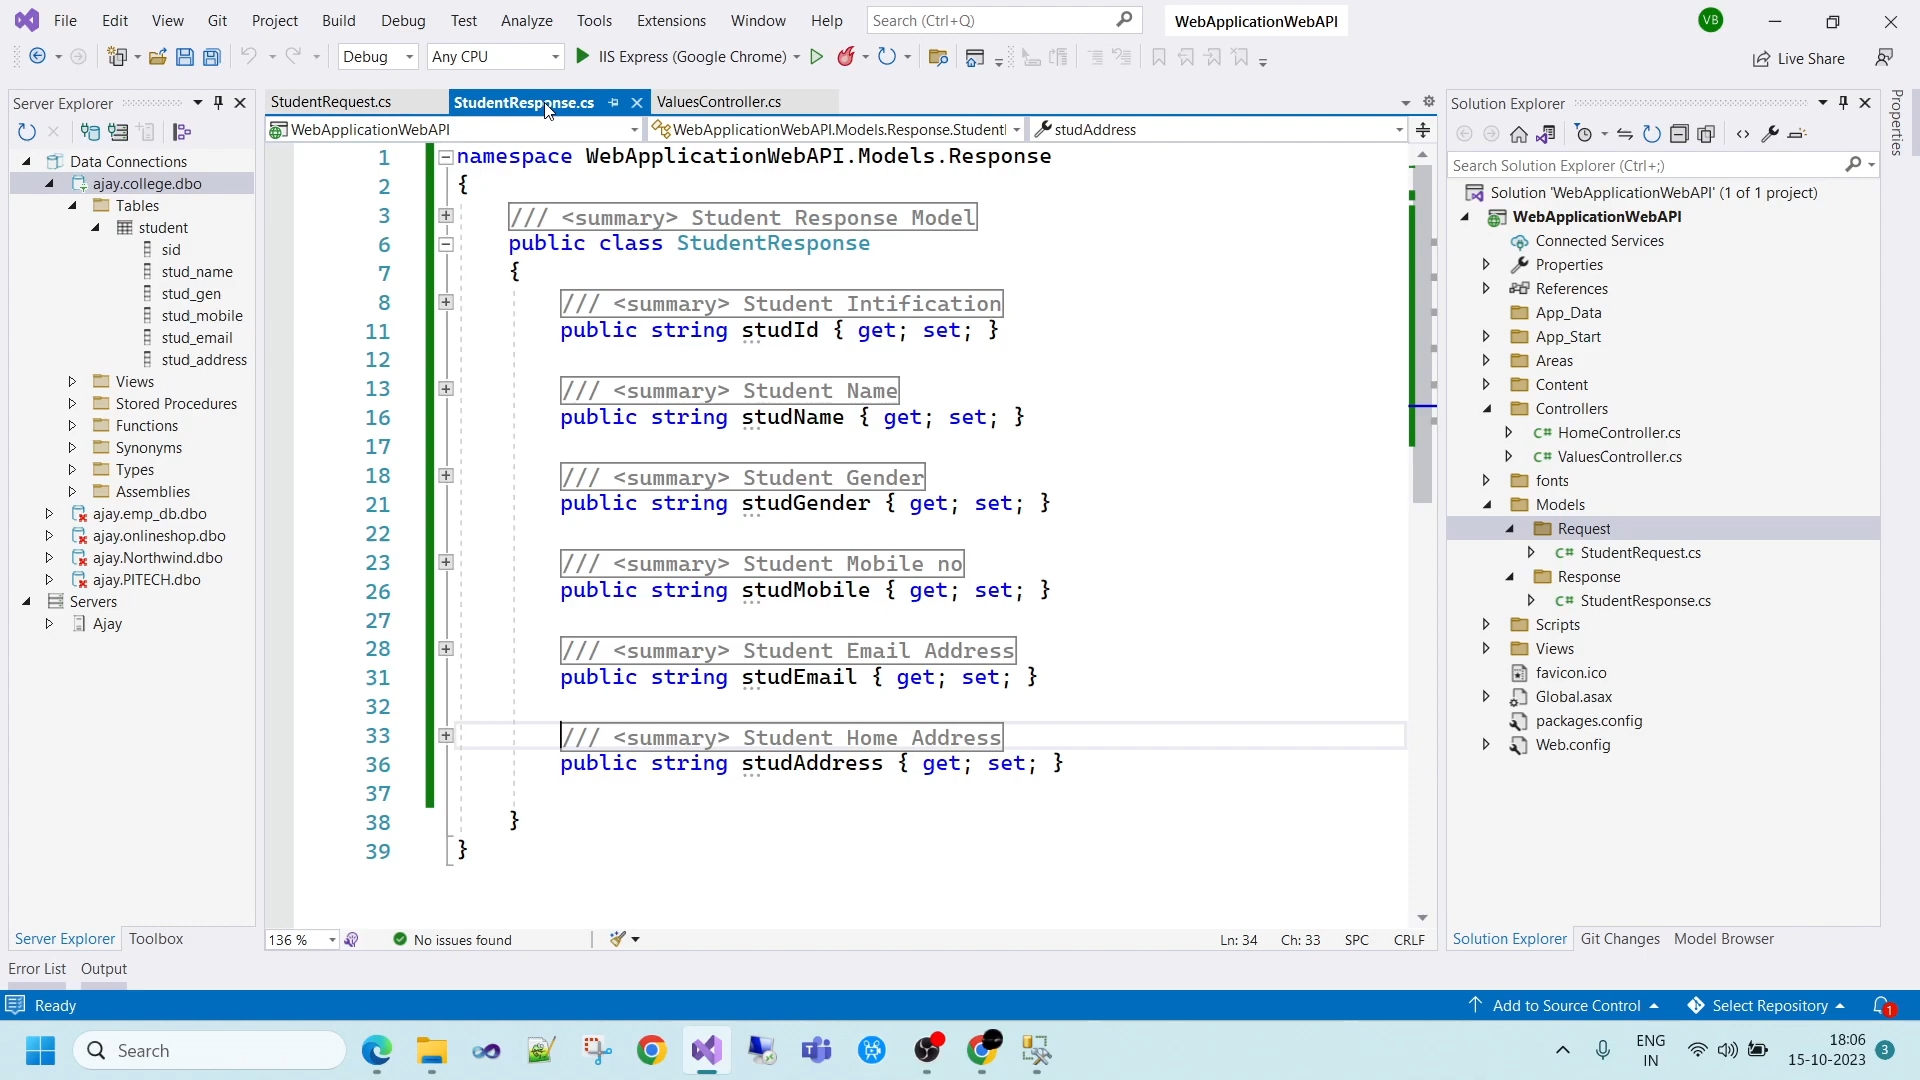 File Edit View Git Project Build Debug Test Analyze Tools Extensions Window Help Search (Ctrl+Q) WebApplicationWebAPI VB
Debug Any CPU IIS Express (Google Chrome) Live Share
Server Explorer
Data Connections
ajay.college.dbo
Tables
student
sid
stud_name
stud_gen
stud_mobile
stud_email
stud_address
Views
Stored Procedures
Functions
Synonyms
Types
Assemblies
ajay.emp_db.dbo
ajay.onlineshop.dbo
ajay.Northwind.dbo
ajay.PITECH.dbo
Servers
Ajay
Server Explorer Toolbox
StudentRequest.cs StudentResponse.cs ValuesController.cs
WebApplicationWebAPI WebApplicationWebAPI.Models.Response.Student studAddress
1 namespace WebApplicationWebAPI.Models.Response
2 {
3 /// <summary> Student Response Model
6 public class StudentResponse
7 {
8 /// <summary> Student Intification
11 public string studId { get; set; }
12
13 /// <summary> Student Name
16 public string studName { get; set; }
17
18 /// <summary> Student Gender
21 public string studGender { get; set; }
22
23 /// <summary> Student Mobile no
26 public string studMobile { get; set; }
27
28 /// <summary> Student Email Address
31 public string studEmail { get; set; }
32
33 /// <summary> Student Home Address
36 public string studAddress { get; set; }
37
38 }
39 }
136 % No issues found Ln: 34 Ch: 33 SPC CRLF
Solution Explorer
Search Solution Explorer (Ctrl+;)
Solution 'WebApplicationWebAPI' (1 of 1 project)
WebApplicationWebAPI
Connected Services
Properties
References
App_Data
App_Start
Areas
Content
Controllers
C# HomeController.cs
C# ValuesController.cs
fonts
Models
Request
C# StudentRequest.cs
Response
C# StudentResponse.cs
Scripts
Views
favicon.ico
Global.asax
packages.config
Web.config
Solution Explorer Git Changes Model Browser
Properties
Error List Output
Ready Add to Source Control Select Repository 1
Search ENG IN 18:06 15-10-2023 3